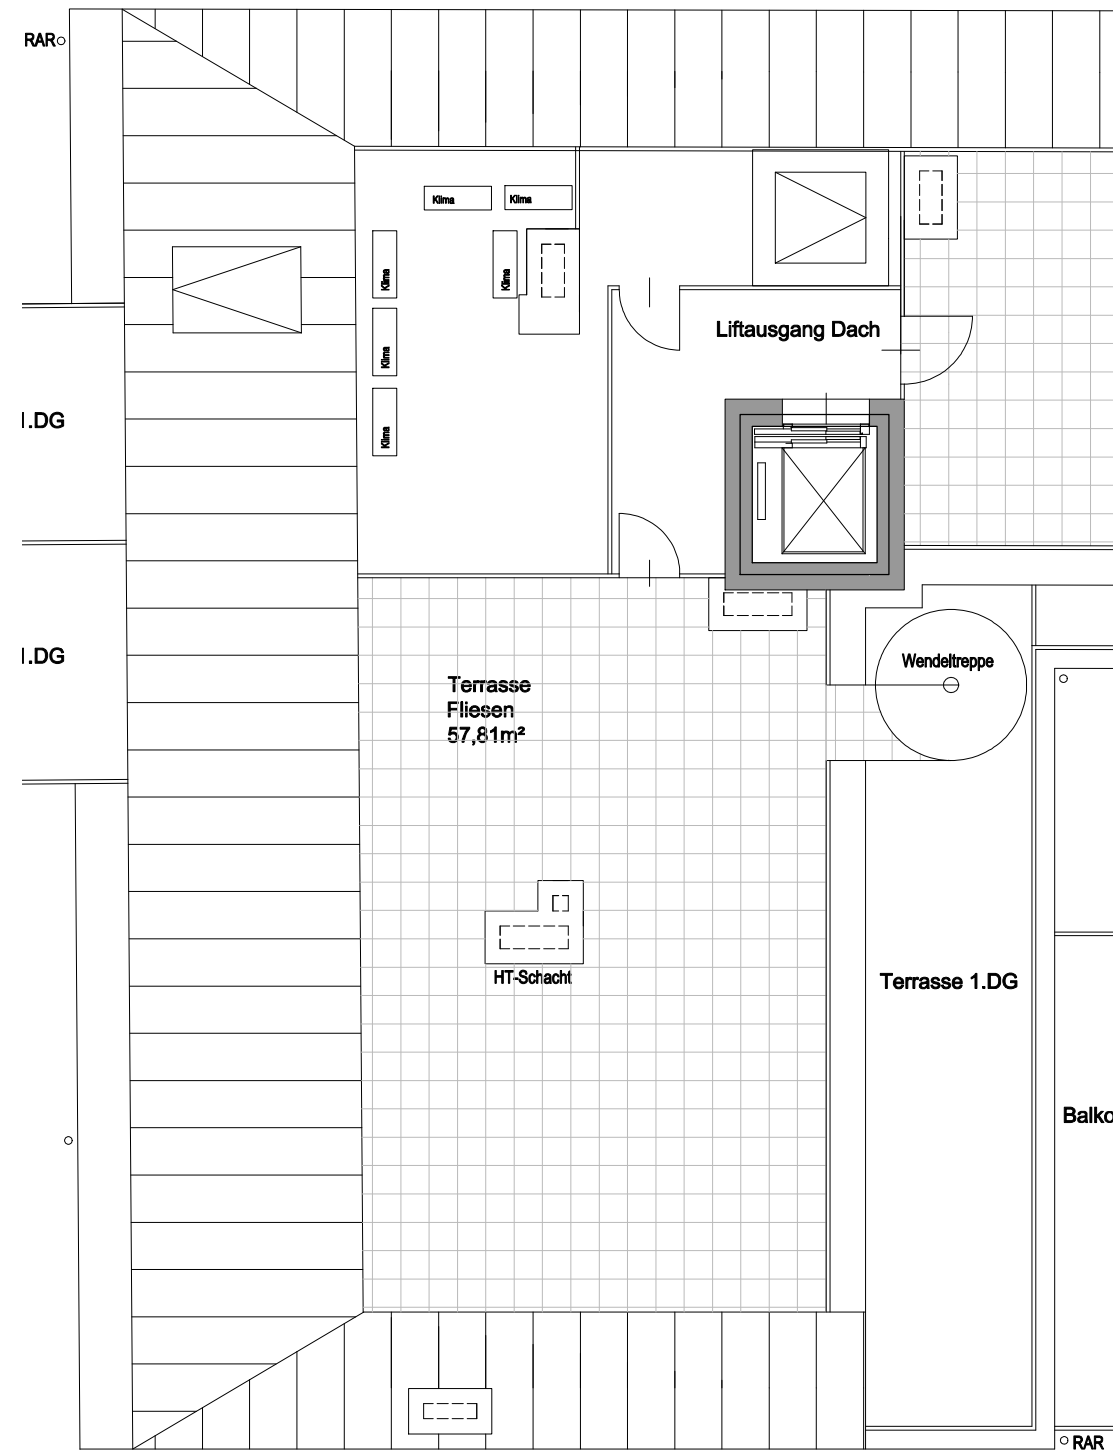 RAR
Klima
Klima
Klima
Klima
Liftausgang Dach
Klima
I.DG
Klima
I.DG
Wendeltreppe
Terrasse
Fliesen
57,81m²
HT-Schacht
Terrasse 1.DG
Balko
RAR